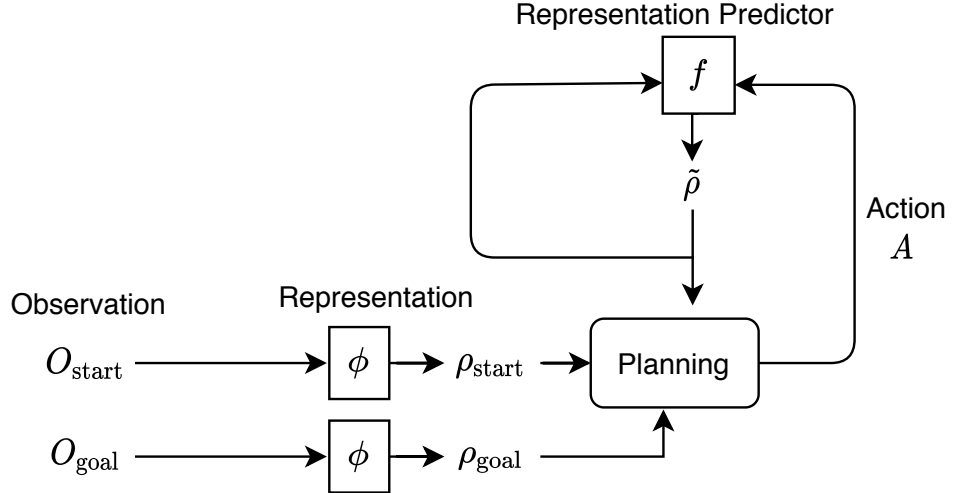 Representation Predictor
f
ρ̃
Action
A
Observation
Representation
O_start
ϕ
ρ_start
Planning
O_goal
ϕ
ρ_goal